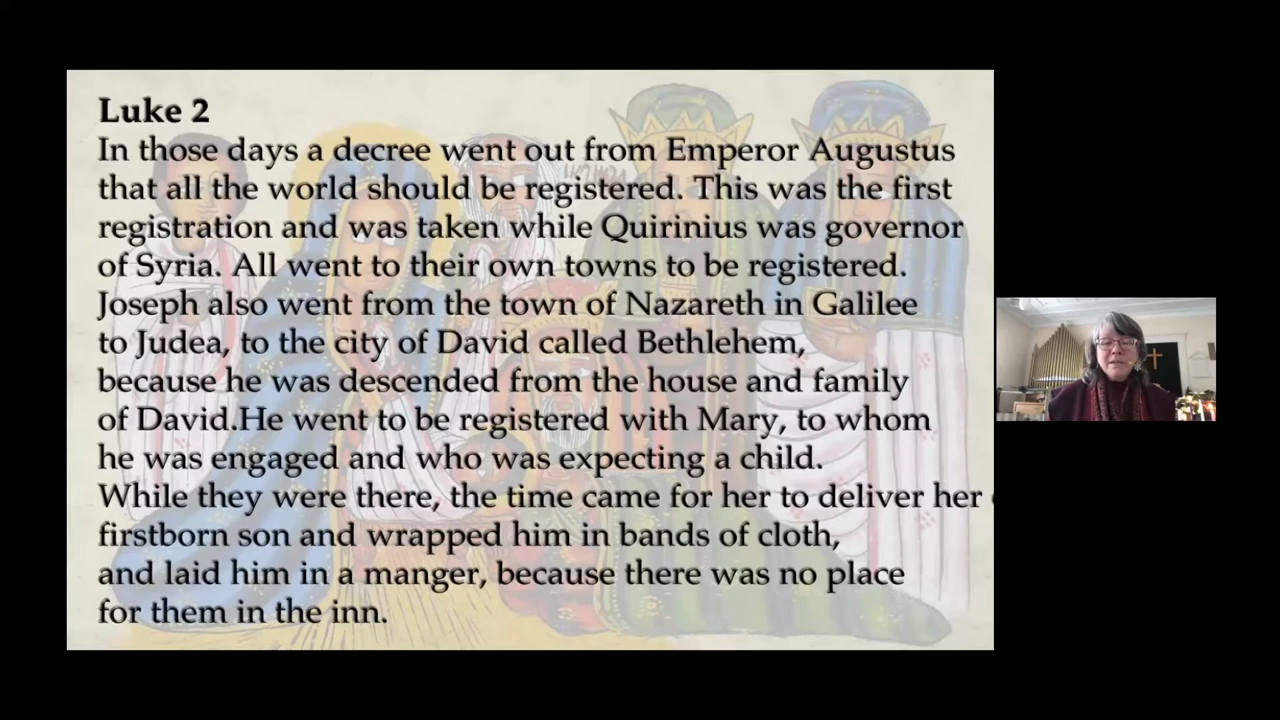 Luke 2
In those days a decree went out from Emperor Augustus
that all the world should be registered. This was the first
registration and was taken while Quirinius was governor
of Syria. All went to their own towns to be registered.
Joseph also went from the town of Nazareth in Galilee
to Judea, to the city of David called Bethlehem,
because he was descended from the house and family
of David.He went to be registered with Mary, to whom
he was engaged and who was expecting a child.
While they were there, the time came for her to deliver her
firstborn son and wrapped him in bands of cloth,
and laid him in a manger, because there was no place
for them in the inn.